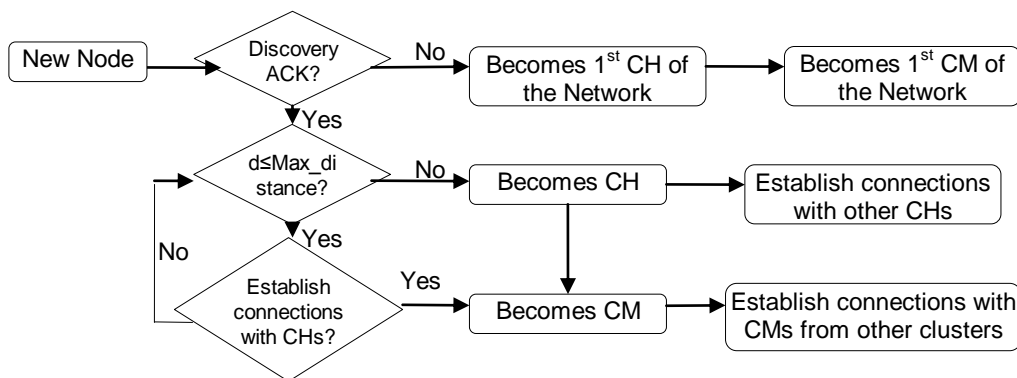 New Node
Discovery
ACK?
No
Becomes 1st CH of
the Network
Becomes 1st CM of
the Network
Yes
d≤Max_di
stance?
No
Becomes CH
Establish connections
with other CHs
Yes
No
Establish
connections
with CHs?
Yes
Becomes CM
Establish connections with
CMs from other clusters